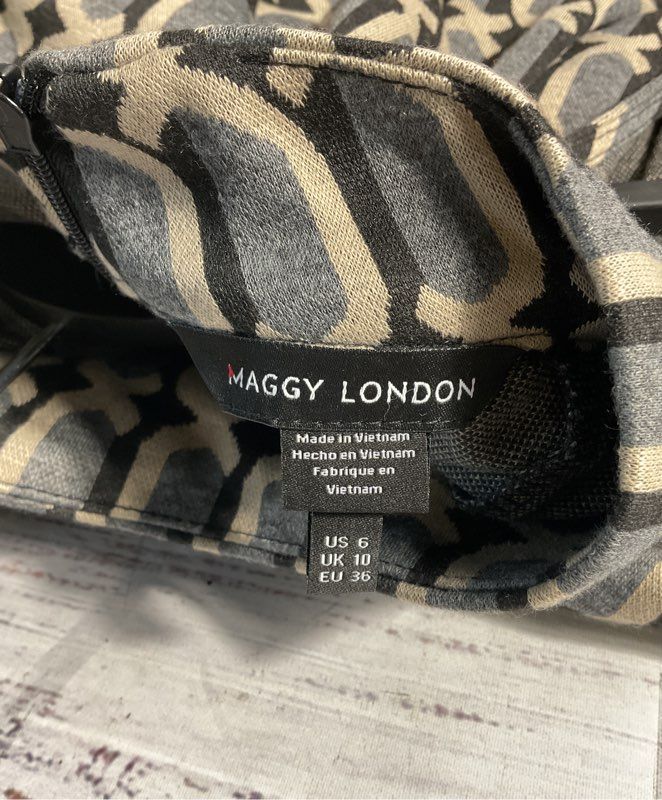 MAGGY LONDON
Made in Vietnam
Hecho en Vietnam
Fabrique en
Vietnam
US 6
UK 10
EU 36